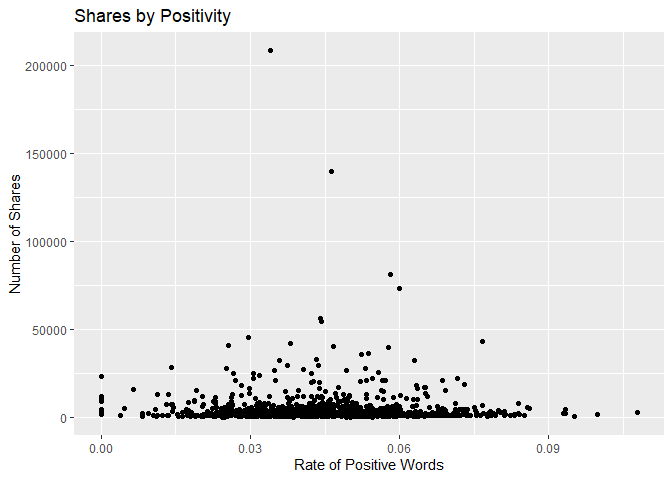 Shares by Positivity
Number of Shares
200000
150000
100000
50000
0
0.00 0.03 0.06 0.09
Rate of Positive Words